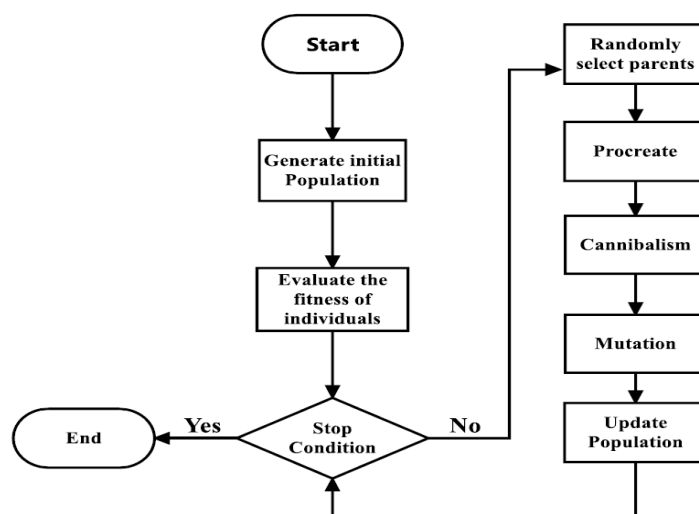 Start
Generate initial
Population
Evaluate the
fitness of
individuals
Stop
Condition
Yes
End
No
Randomly
select parents
Procreate
Cannibalism
Mutation
Update
Population